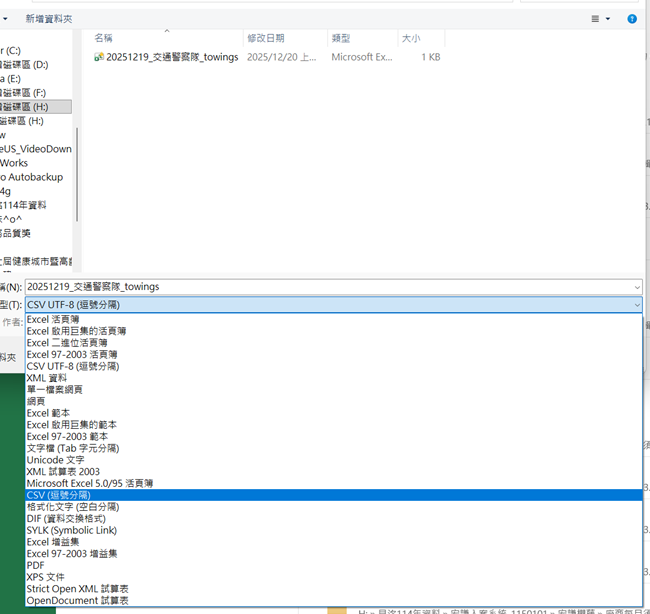 新增資料夾
名稱 修改日期 類型 大小
20251219_交通警察隊_towings 2025/12/20 上... Microsoft Ex... 1 KB
r (C:)
磁碟區 (D:)
a (E:)
磁碟區 (F:)
磁碟區 (H:)
磁碟區 (H:)
w
eUS_VideoDown
Works
o Autobackup
4g
114年資料
^o^
品質獎
屆健康城市暨高
稱(N): 20251219_交通警察隊_towings
型(T): CSV UTF-8 (逗號分隔)
作者:
料夾
Excel 活頁簿
Excel 啟用巨集的活頁簿
Excel 二進位活頁簿
Excel 97-2003 活頁簿
CSV UTF-8 (逗號分隔)
XML 資料
單一檔案網頁
網頁
Excel 範本
Excel 啟用巨集的範本
Excel 97-2003 範本
文字檔 (Tab 字元分隔)
Unicode 文字
XML 試算表 2003
Microsoft Excel 5.0/95 活頁簿
CSV (逗號分隔)
格式化文字 (空白分隔)
DIF (資料交換格式)
SYLK (Symbolic Link)
Excel 增益集
Excel 97-2003 增益集
PDF
XPS 文件
Strict Open XML 試算表
OpenDocument 試算表